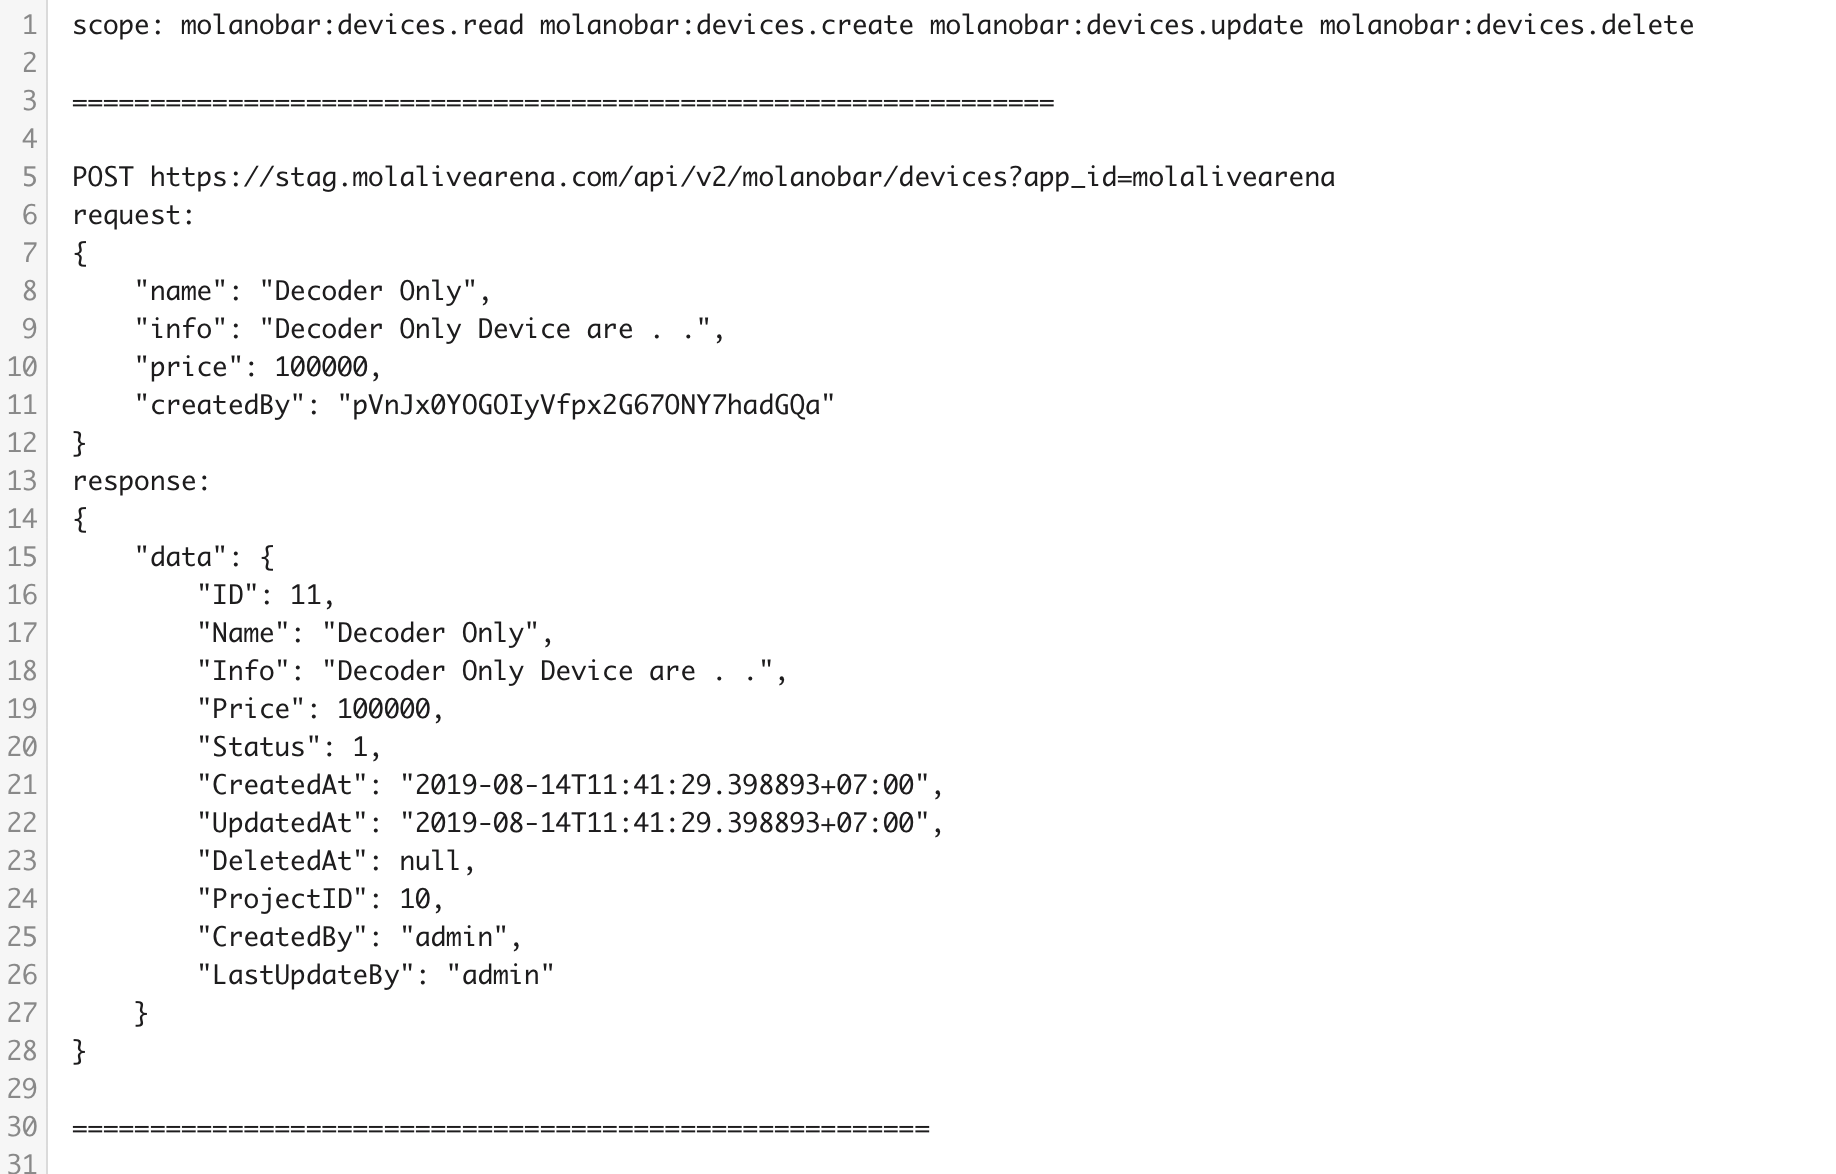 1 scope: molanobar:devices.read molanobar:devices.create molanobar:devices.update molanobar:devices.delete
2
3 ===============================================================
4
5 POST https://stag.molalivearena.com/api/v2/molanobar/devices?app_id=molalivearena
6 request:
7 {
8     "name": "Decoder Only",
9     "info": "Decoder Only Device are . .",
10     "price": 100000,
11     "createdBy": "pVnJx0YOGOIyVfpx2G67ONY7hadGQa"
12 }
13 response:
14 {
15     "data": {
16         "ID": 11,
17         "Name": "Decoder Only",
18         "Info": "Decoder Only Device are . .",
19         "Price": 100000,
20         "Status": 1,
21         "CreatedAt": "2019-08-14T11:41:29.398893+07:00",
22         "UpdatedAt": "2019-08-14T11:41:29.398893+07:00",
23         "DeletedAt": null,
24         "ProjectID": 10,
25         "CreatedBy": "admin",
26         "LastUpdateBy": "admin"
27     }
28 }
29
30 =======================================================
31